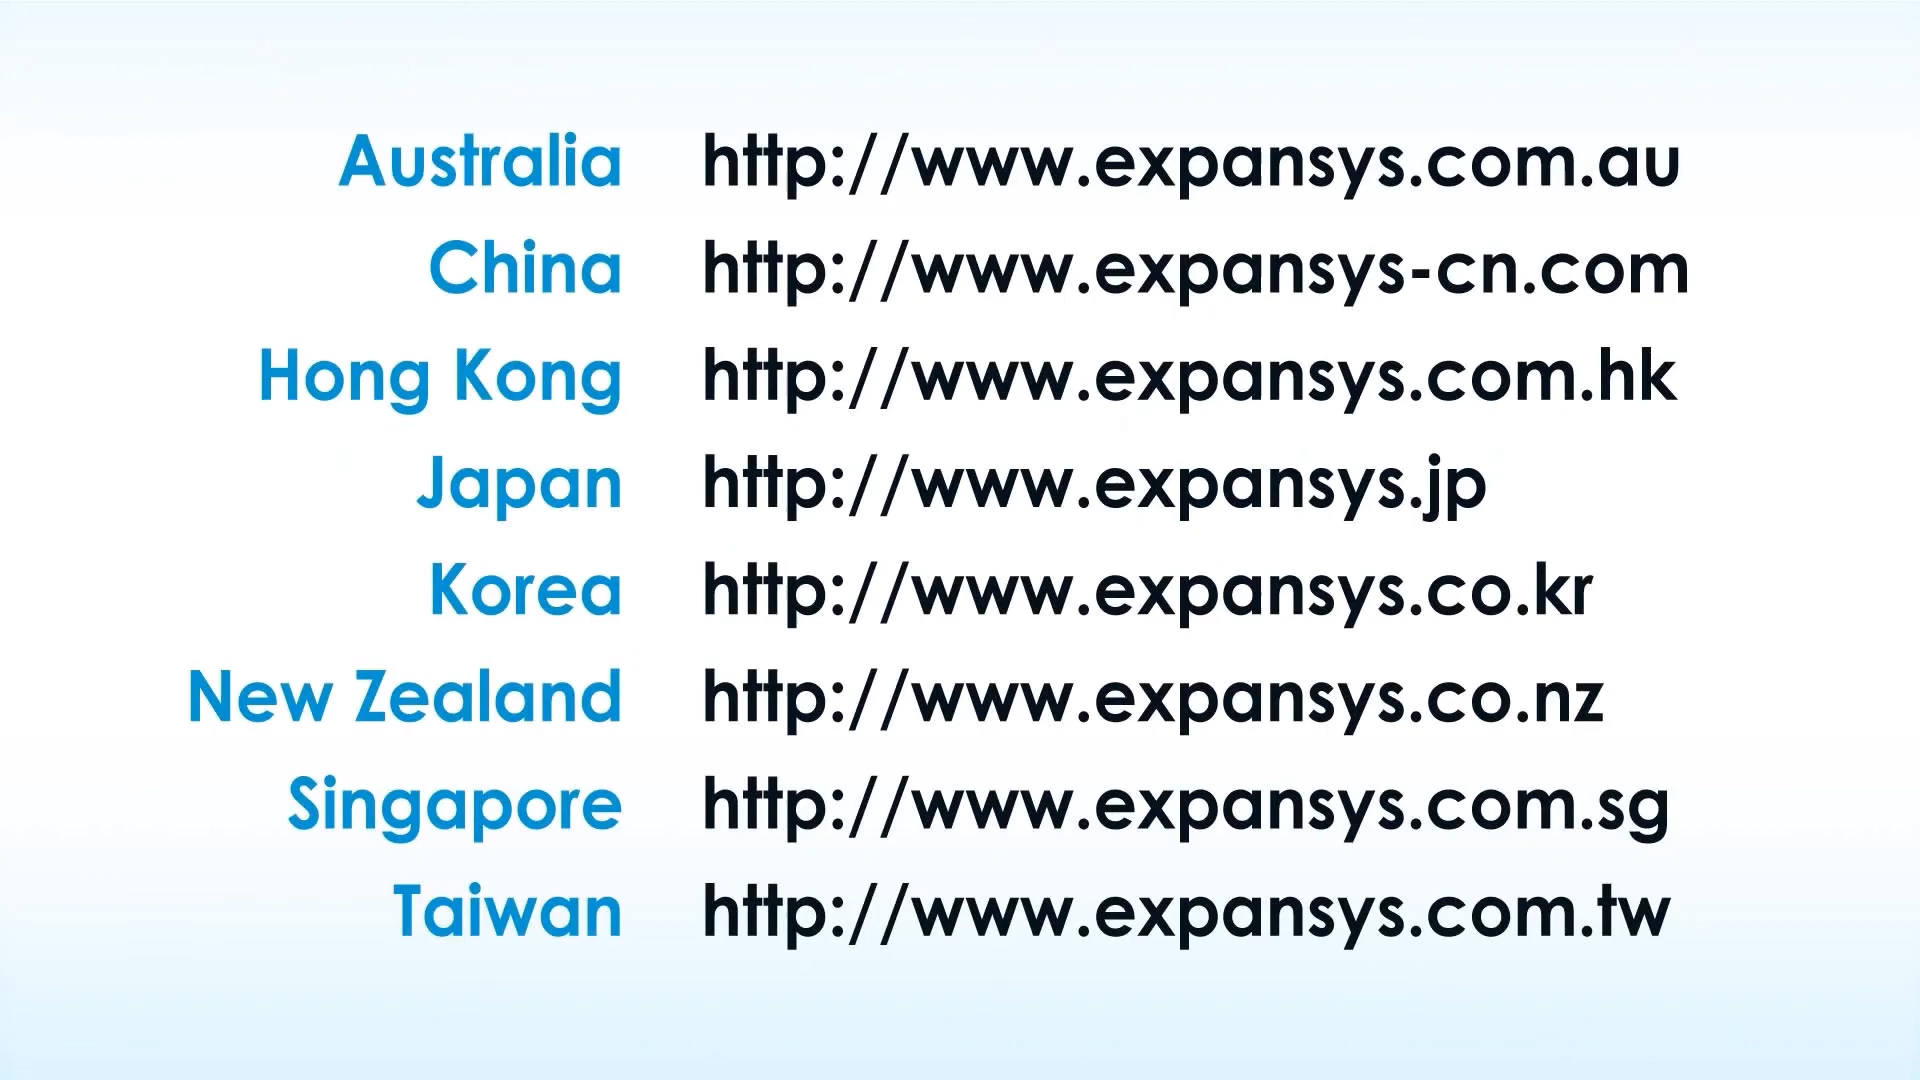 Australia http://www.expansys.com.au
China http://www.expansys-cn.com
Hong Kong http://www.expansys.com.hk
Japan http://www.expansys.jp
Korea http://www.expansys.co.kr
New Zealand http://www.expansys.co.nz
Singapore http://www.expansys.com.sg
Taiwan http://www.expansys.com.tw